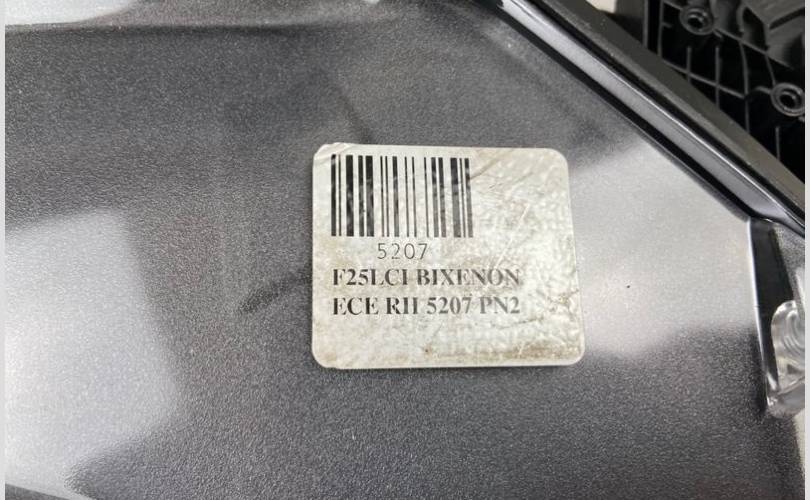 5207
F25LCI BIXENON
ECE RH 5207 PN2